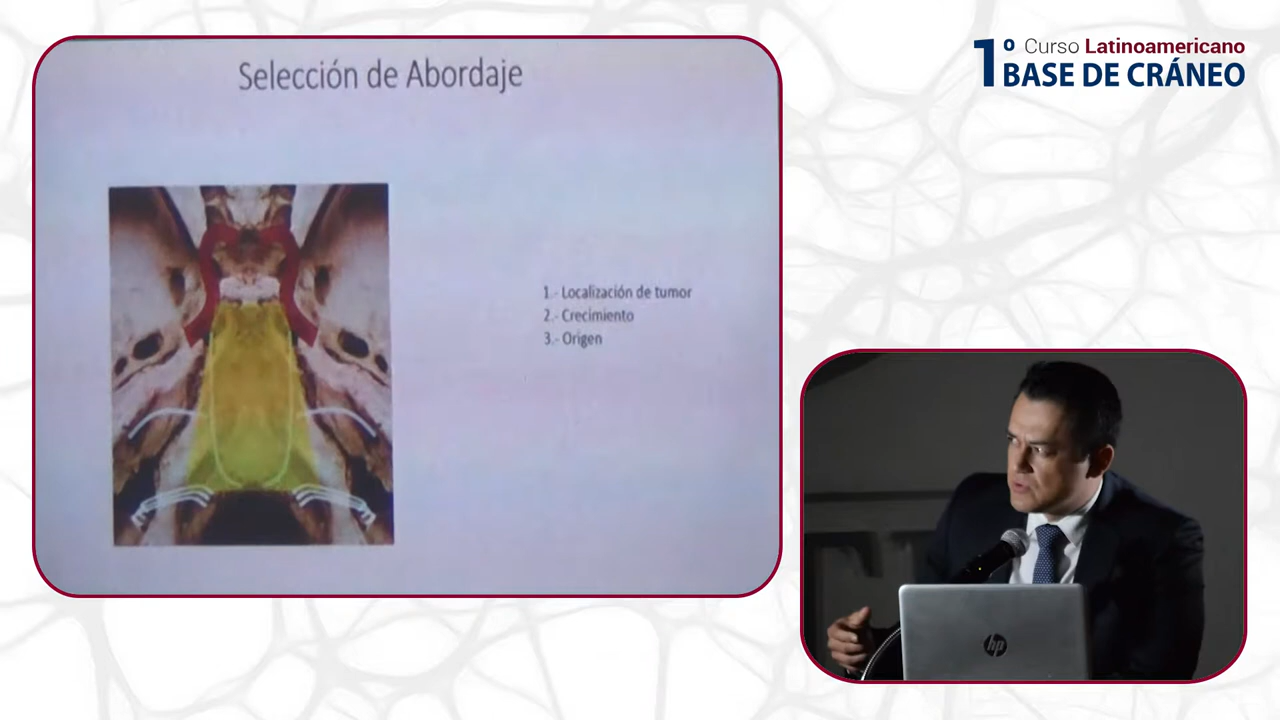 Selección de Abordaje
1.- Localización de tumor
2.- Crecimiento
3.- Origen
1º Curso Latinoamericano
BASE DE CRÁNEO
hp